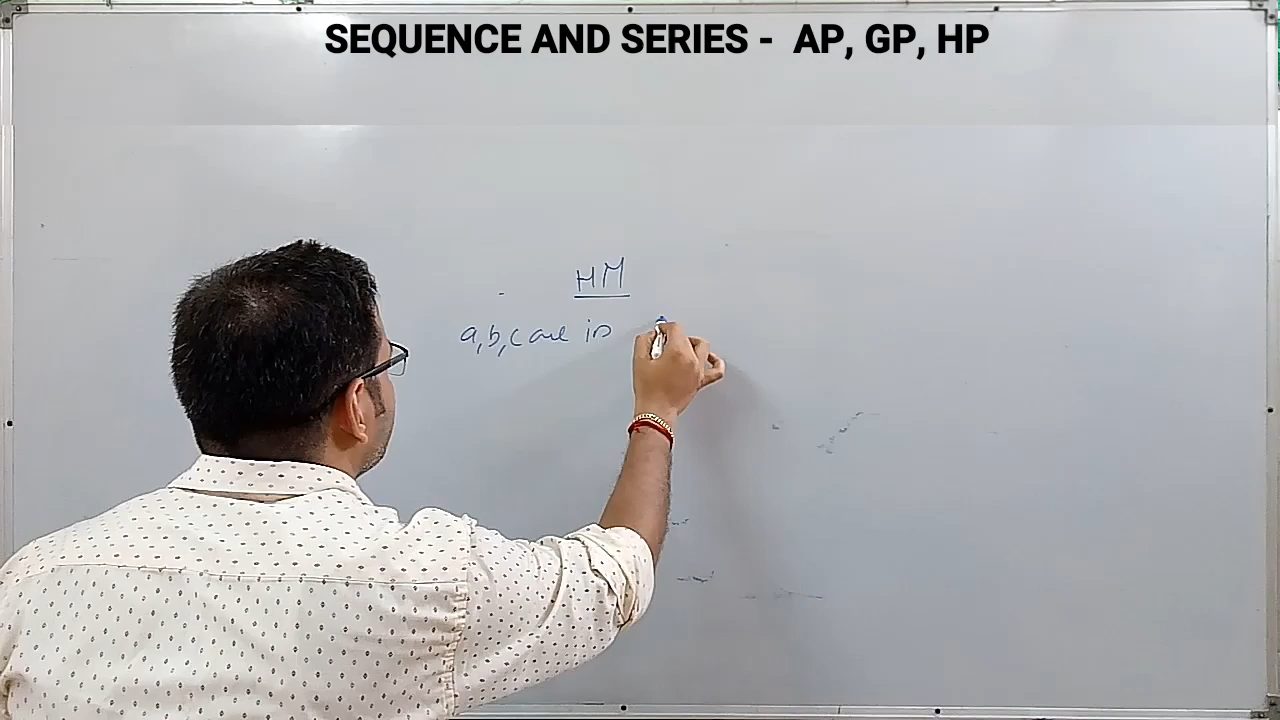 SEQUENCE AND SERIES - AP, GP, HP
HM
a,b,c are in